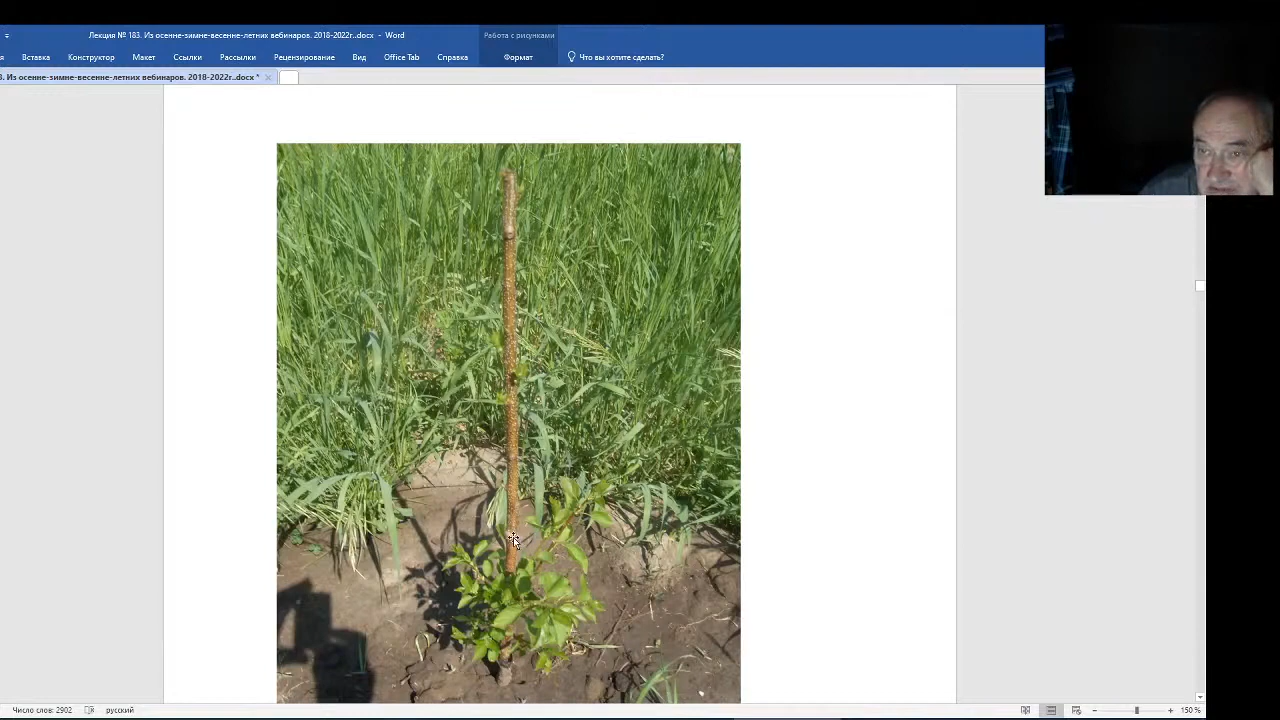 Лекция № 183. Из осенне-зимне-весенне-летних вебинаров. 2018-2022г..docx - Word
Работа с рисунками
Вставка Конструктор Макет Ссылки Рассылки Рецензирование Вид Office Tab Справка Формат Что вы хотите сделать?
3. Из осенне-зимне-весенне-летних вебинаров. 2018-2022г..docx *
Число слов: 2902 русский 150 %